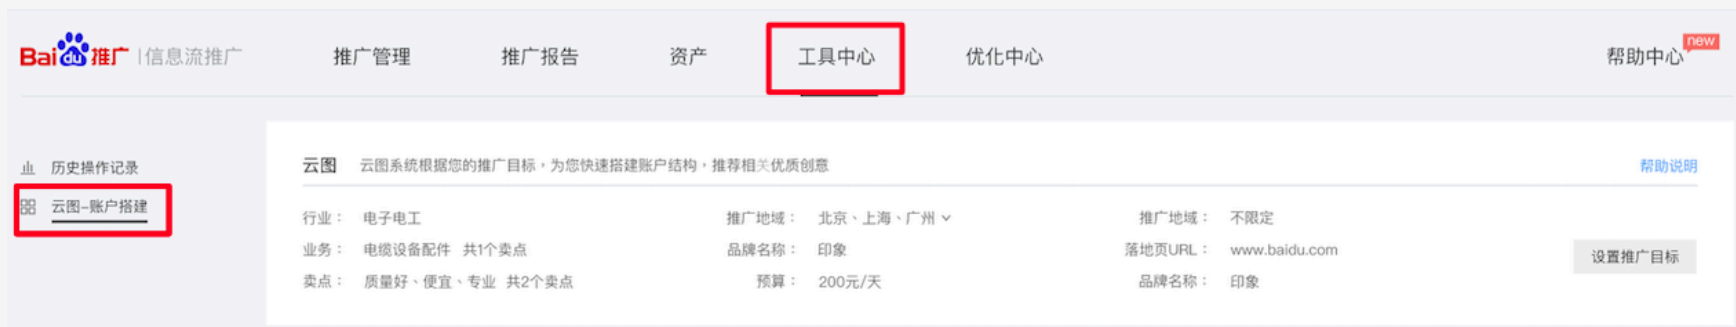 Baidu推广 | 信息流推广 推广管理 推广报告 资产 工具中心 优化中心 帮助中心 new
历史操作记录
云图-账户搭建
云图 云图系统根据您的推广目标，为您快速搭建账户结构，推荐相关优质创意 帮助说明
行业： 电子电工 推广地域： 北京、上海、广州 推广地域： 不限定
业务： 电缆设备配件 共1个卖点 品牌名称： 印象 落地页URL： www.baidu.com
设置推广目标
卖点： 质量好、便宜、专业 共2个卖点 预算： 200元/天 品牌名称： 印象